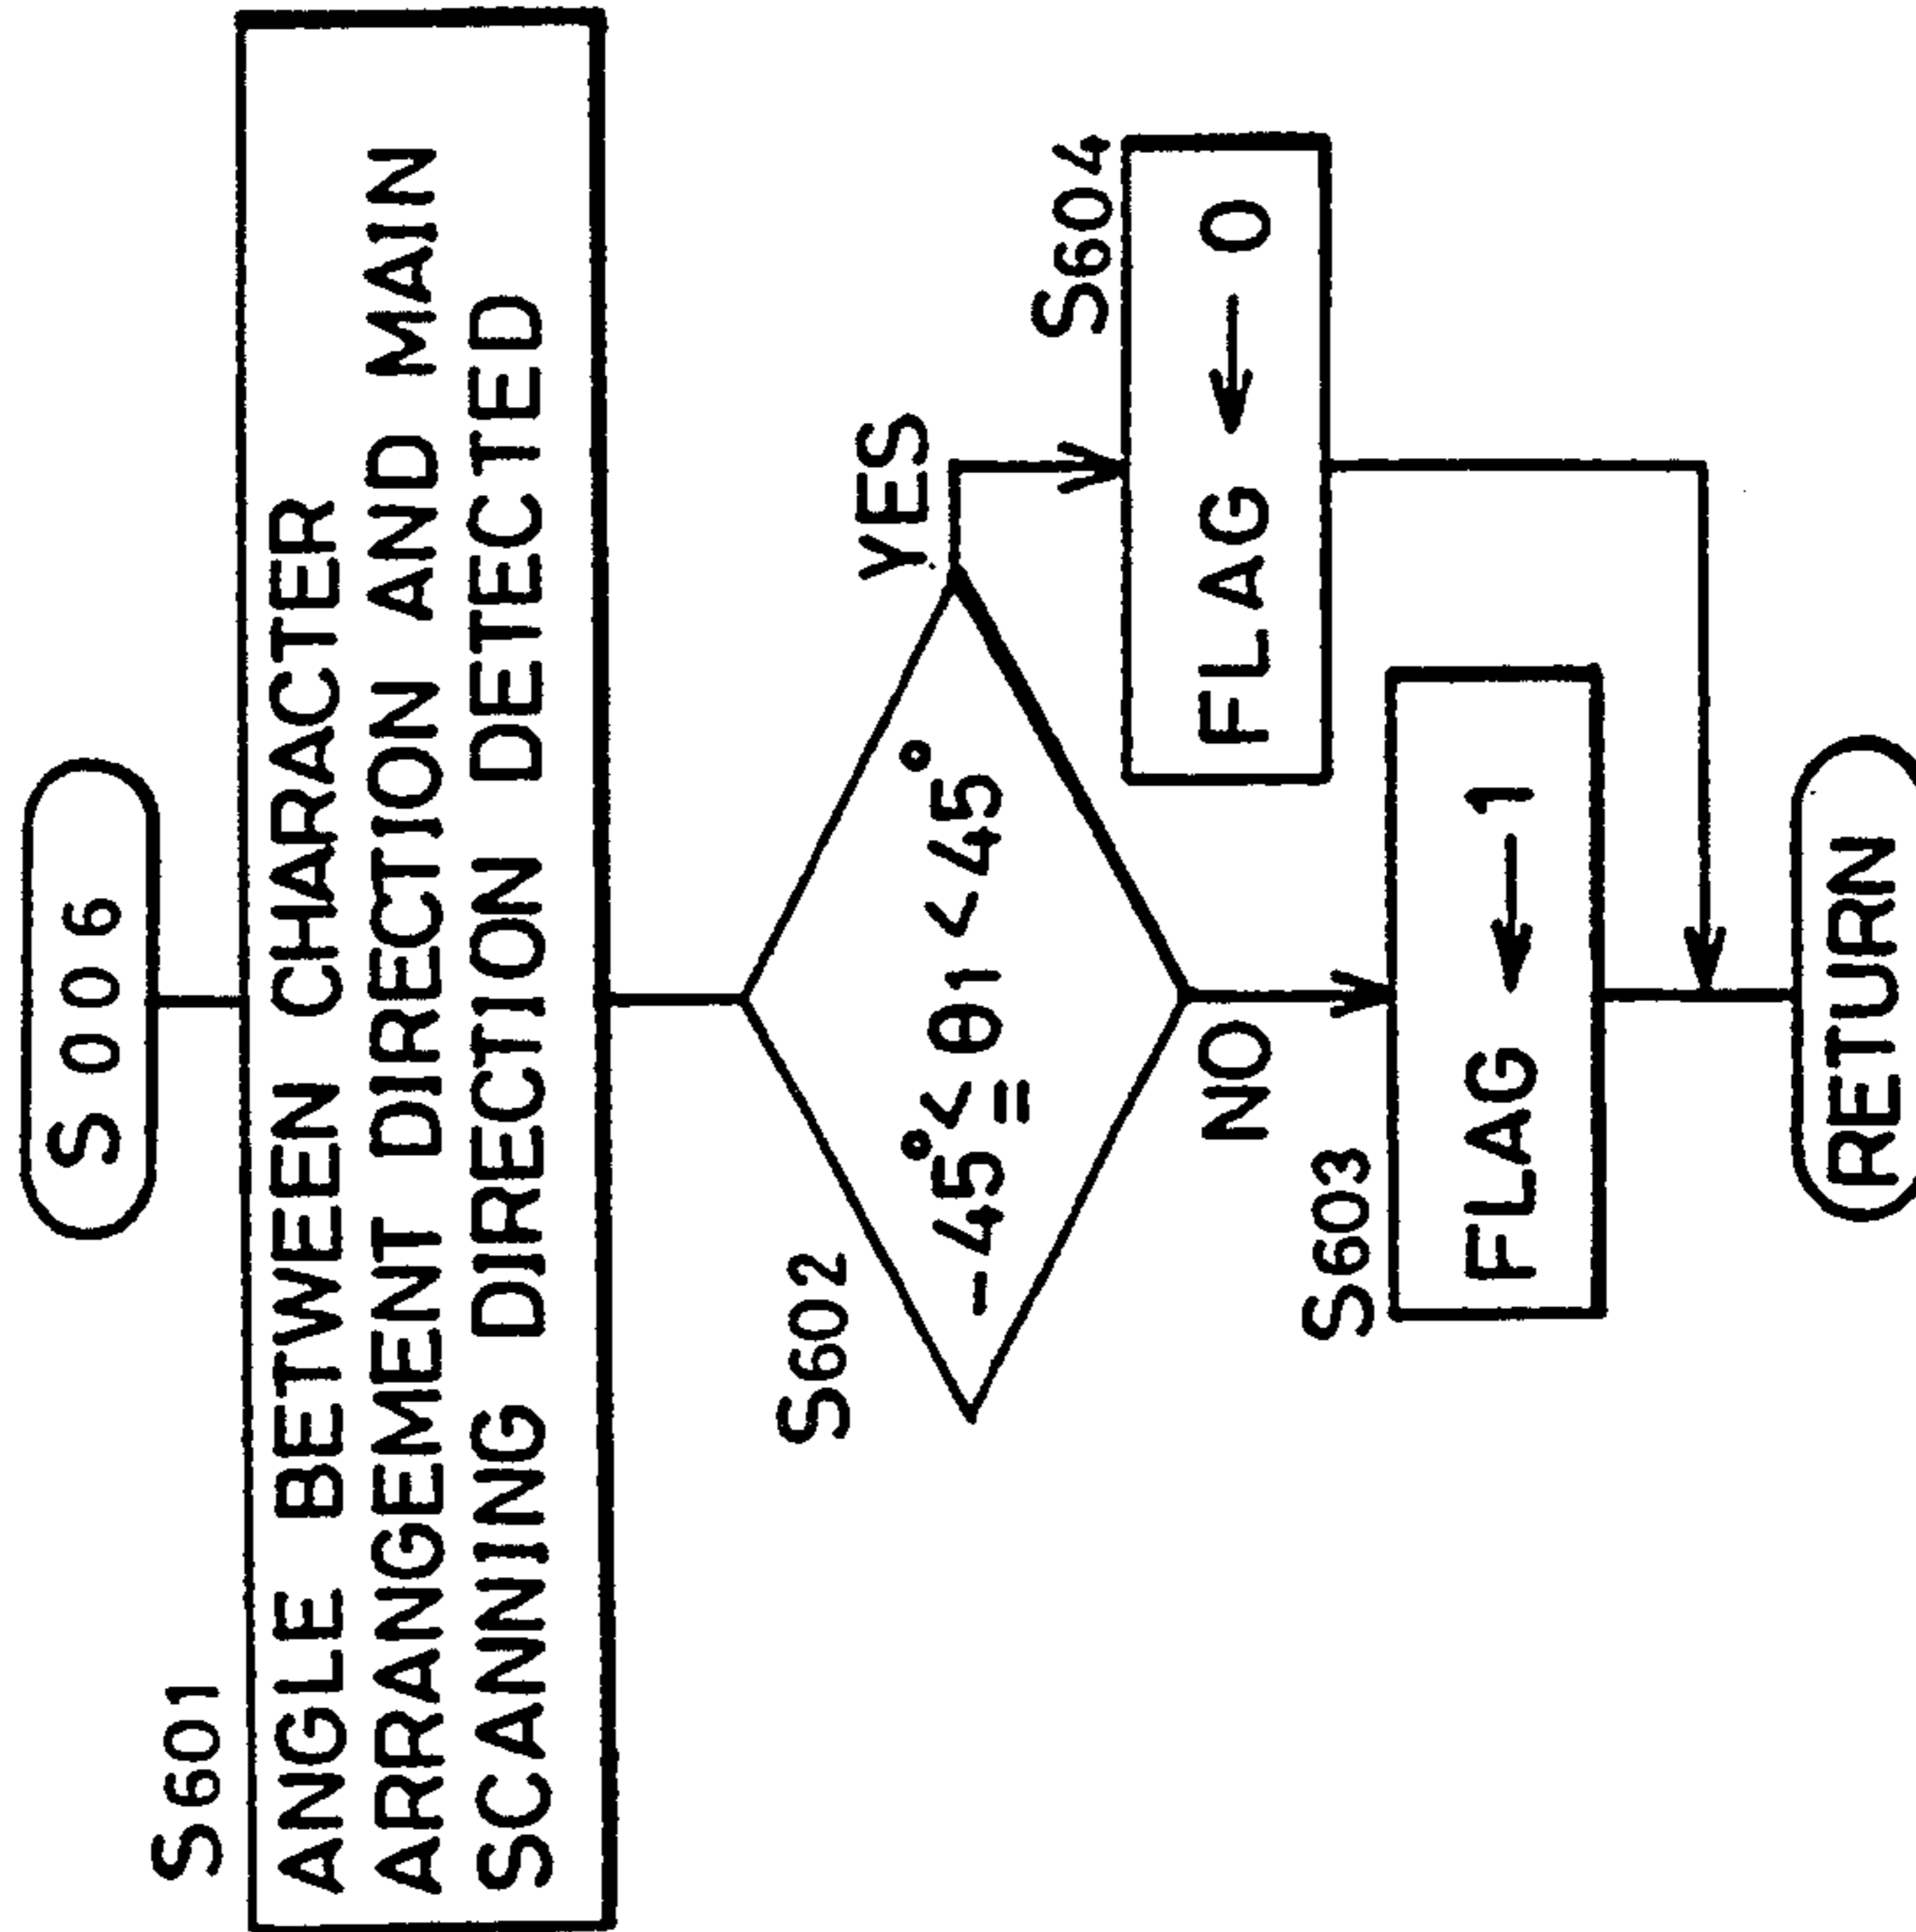 S006
S601
ANGLE BETWEEN CHARACTER
ARRANGEMENT DIRECTION AND MAIN
SCANNING DIRECTION DETECTED
S602
-45°≦θ1<45°
YES
NO
S604
FLAG ← 0
S603
FLAG ← 1
RETURN